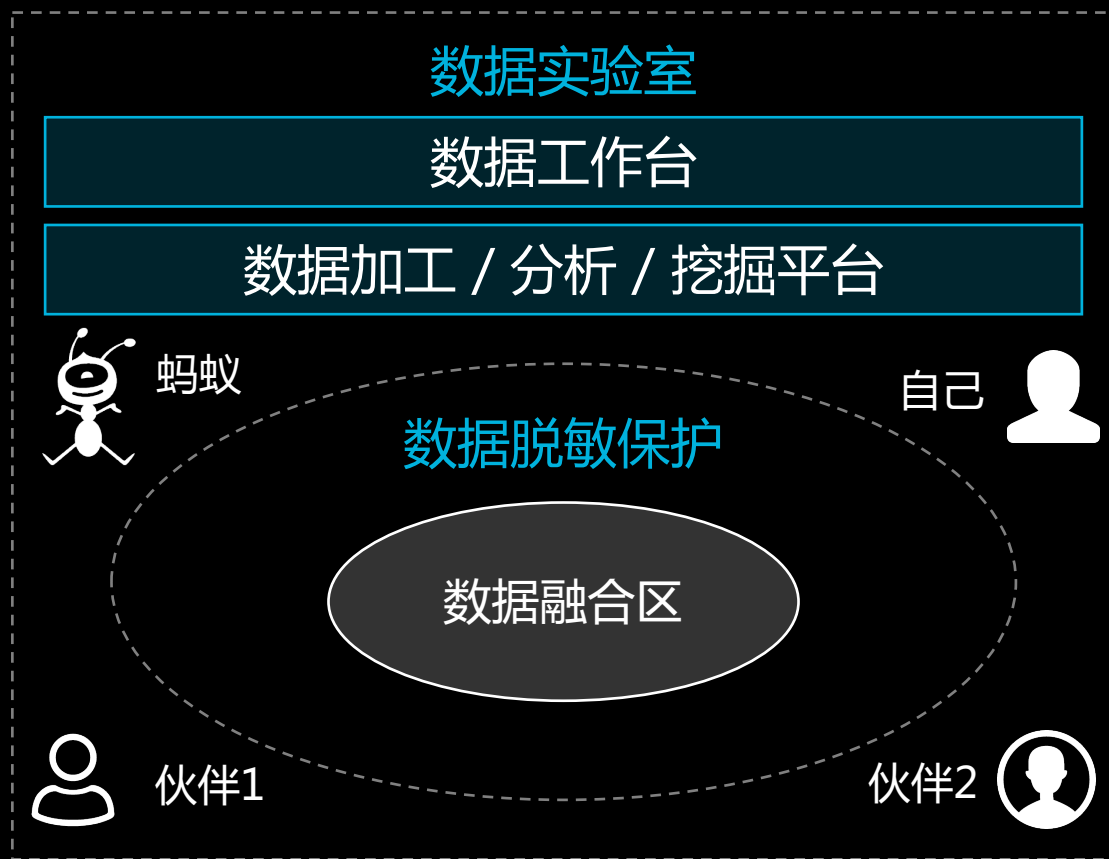 数据实验室
数据工作台
数据加工 / 分析 / 挖掘平台
蚂蚁
自己
数据脱敏保护
数据融合区
伙伴1
伙伴2